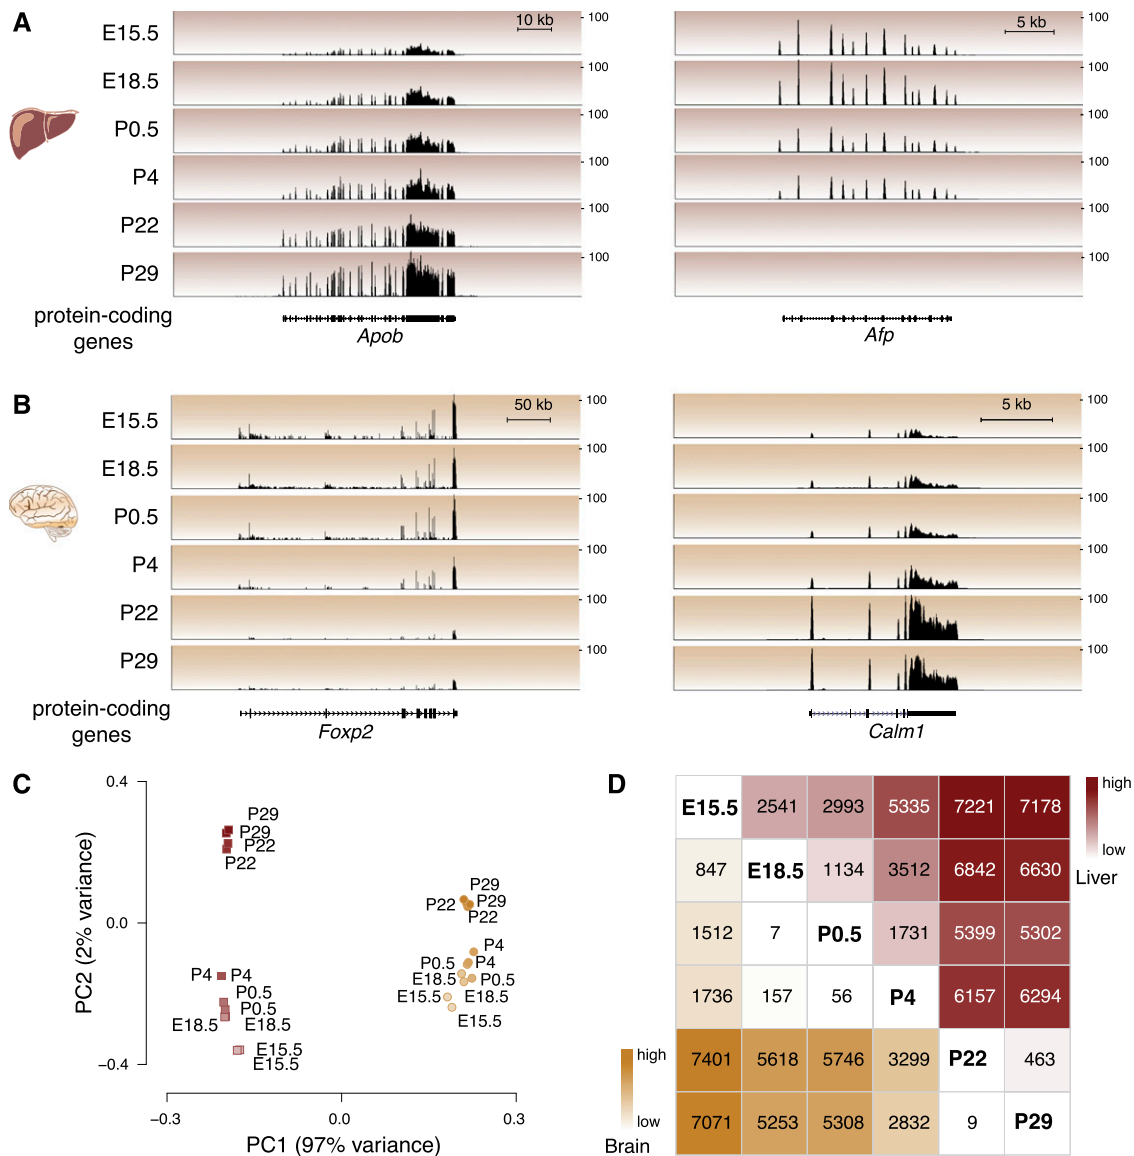 A
10 kb
5 kb
E15.5
100
100
E18.5
100
100
P0.5
100
100
P4
100
100
P22
100
100
P29
100
100
protein-coding
genes
Apob
Afp
B
50 kb
5 kb
E15.5
100
100
E18.5
100
100
P0.5
100
100
P4
100
100
P22
100
100
P29
100
100
protein-coding
genes
Foxp2
Calm1
C
0.4
0.0
−0.4
PC2 (2% variance)
P29
P29
P22
P22
P4 P4
P0.5
P0.5
E18.5 E18.5
E15.5
E15.5
P29
P22 P29
P22
P4
P0.5 P4
E18.5 P0.5
E15.5 E18.5
E15.5
−0.3 0.0 0.3
PC1 (97% variance)
D
E15.5 2541 2993 5335 7221 7178
847 E18.5 1134 3512 6842 6630
1512 7 P0.5 1731 5399 5302
1736 157 56 P4 6157 6294
7401 5618 5746 3299 P22 463
7071 5253 5308 2832 9 P29
high
low
Liver
high
low
Brain